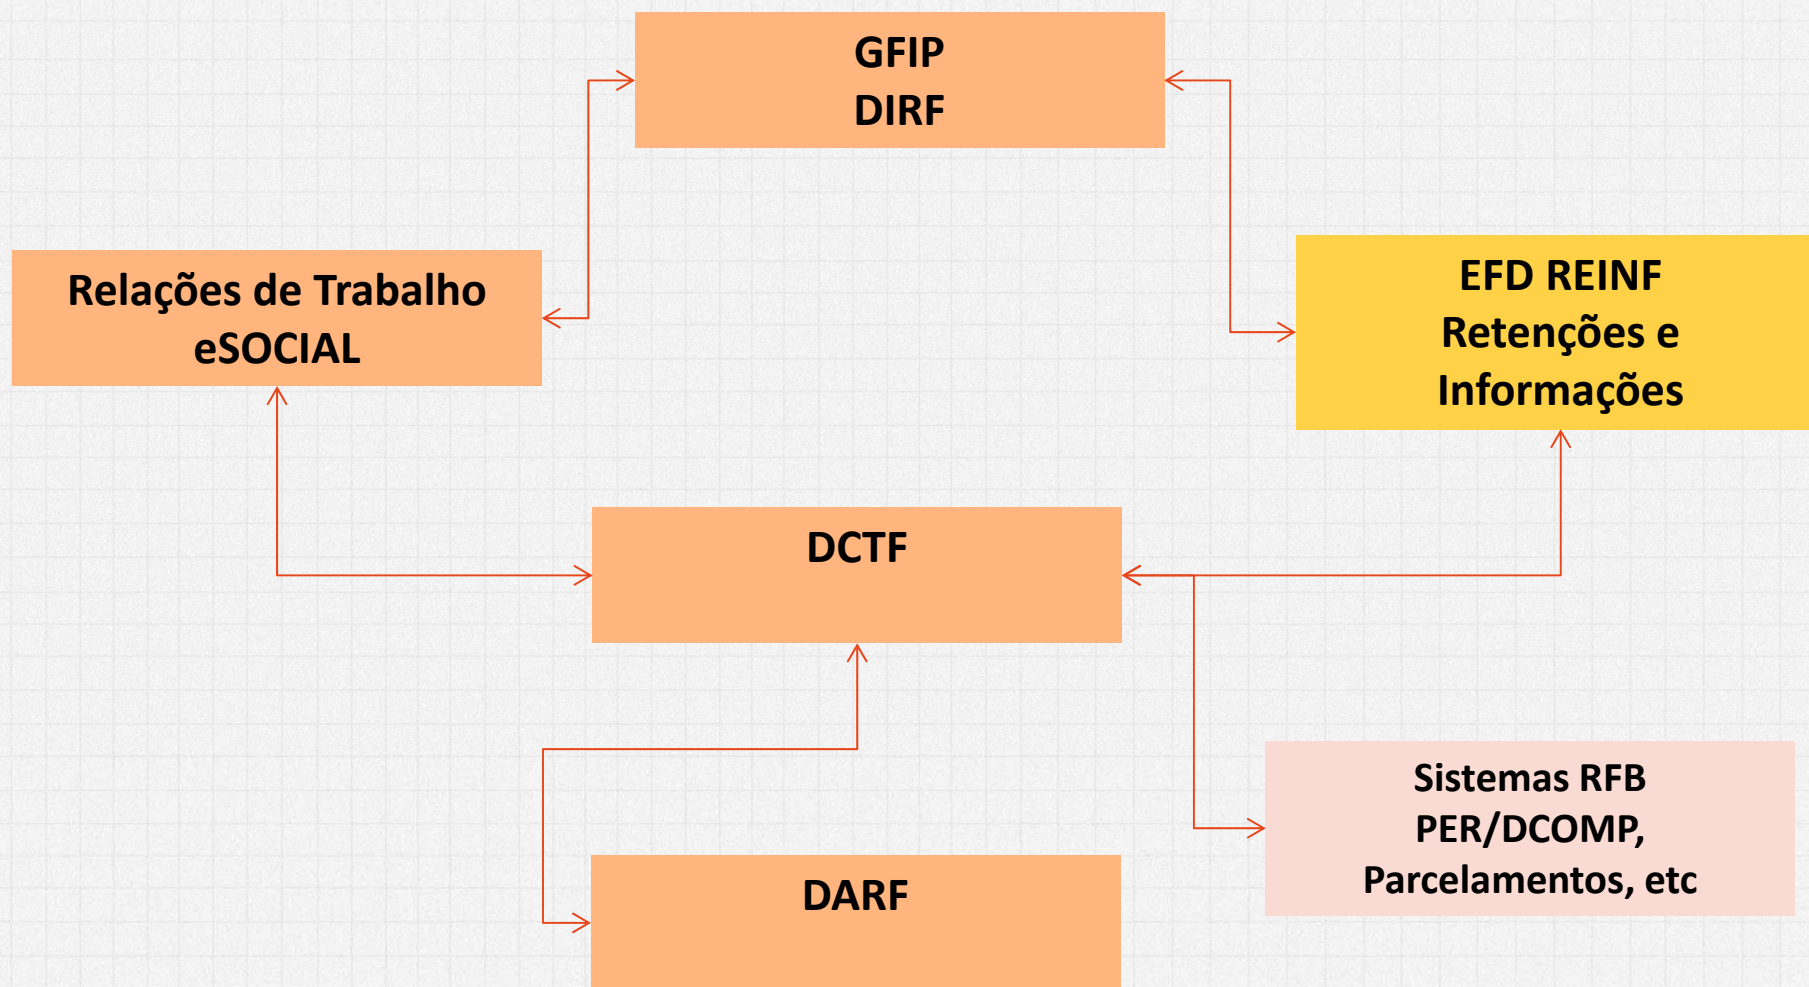 GFIP
DIRF
Relações de Trabalho
eSOCIAL
EFD REINF
Retenções e
Informações
DCTF
Sistemas RFB
PER/DCOMP,
Parcelamentos, etc
DARF